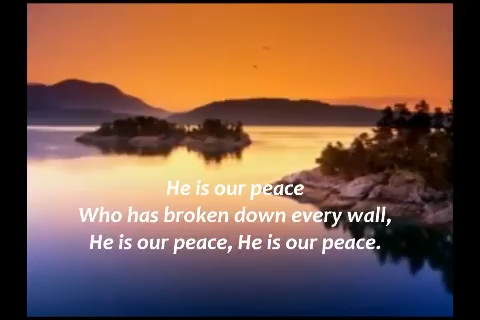 He is our peace
Who has broken down every wall,
He is our peace, He is our peace.